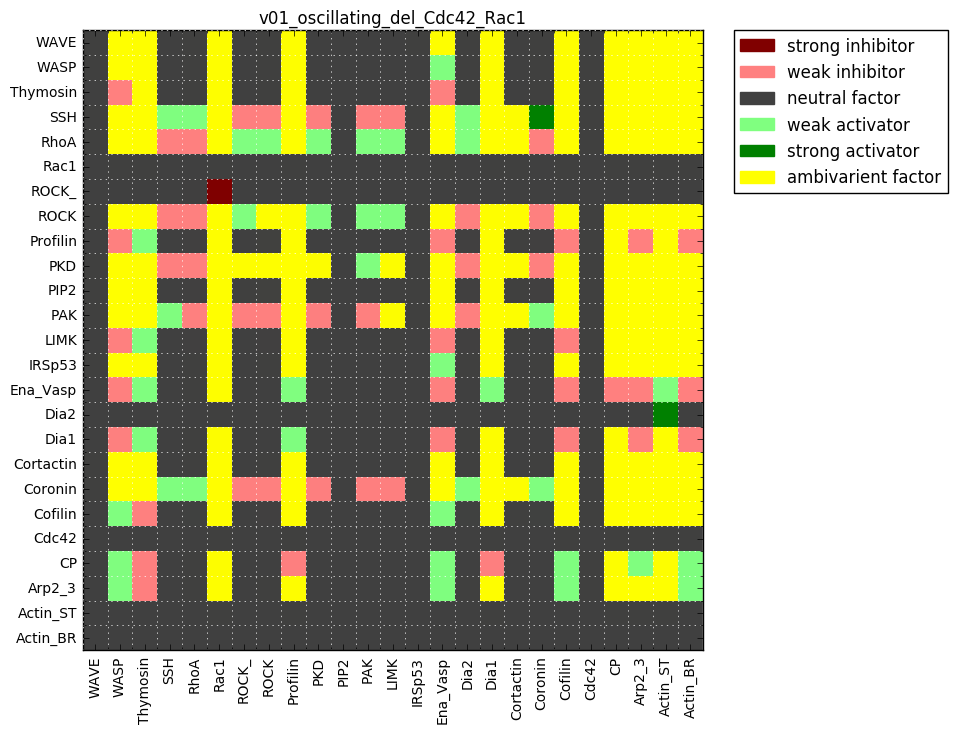 v01_oscillating_del_Cdc42_Rac1
WAVE
WASP
Thymosin
SSH
RhoA
Rac1
ROCK_
ROCK
Profilin
PKD
PIP2
PAK
LIMK
IRSp53
Ena_Vasp
Dia2
Dia1
Cortactin
Coronin
Cofilin
Cdc42
CP
Arp2_3
Actin_ST
Actin_BR
WAVE
WASP
Thymosin
SSH
RhoA
Rac1
ROCK_
ROCK
Profilin
PKD
PIP2
PAK
LIMK
IRSp53
Ena_Vasp
Dia2
Dia1
Cortactin
Coronin
Cofilin
Cdc42
CP
Arp2_3
Actin_ST
Actin_BR
strong inhibitor
weak inhibitor
neutral factor
weak activator
strong activator
ambivarient factor